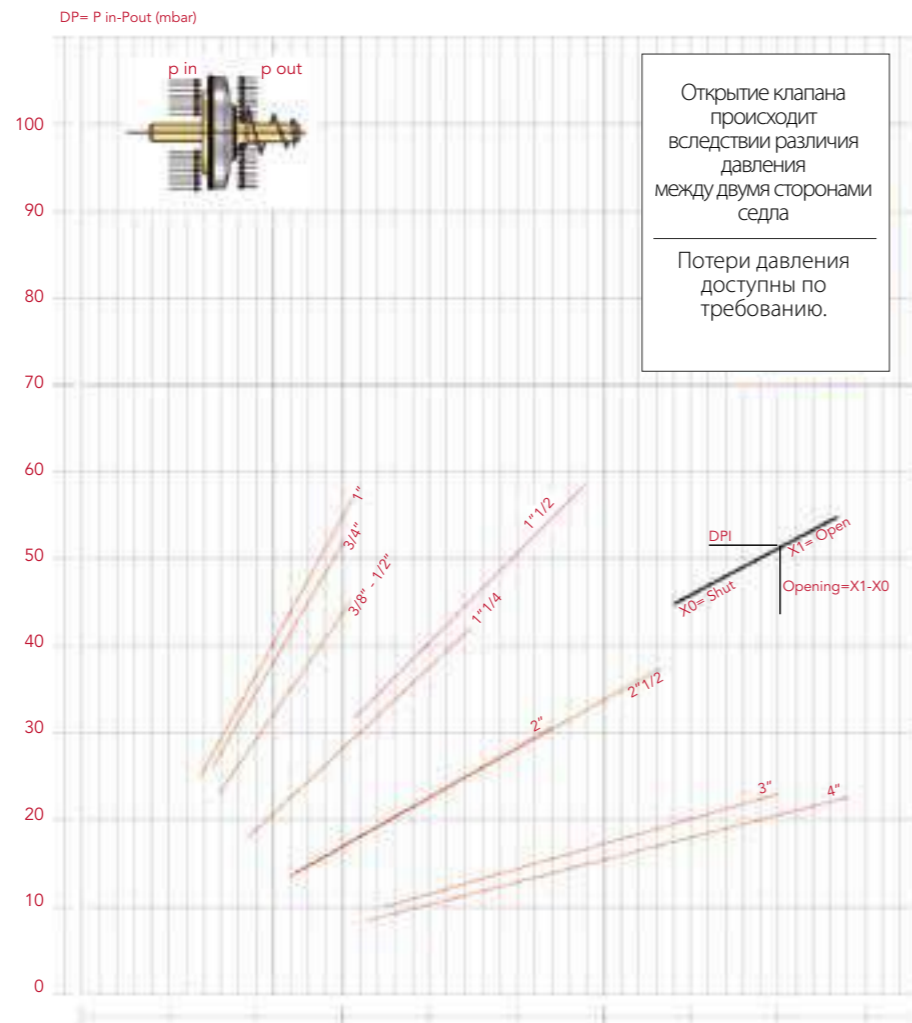 DP= P in-Pout (mbar)
p in
p out
Открытие клапана
происходит
вследствии различия
давления
между двумя сторонами
седла
Потери давления
доступны по
требованию.
100
90
80
70
60
50
40
30
20
10
0
1"
3/4"
3/8" - 1/2"
1"1/2
1"1/4
DPI
X1= Open
X0= Shut
Opening=X1-X0
2"1/2
2"
3"
4"